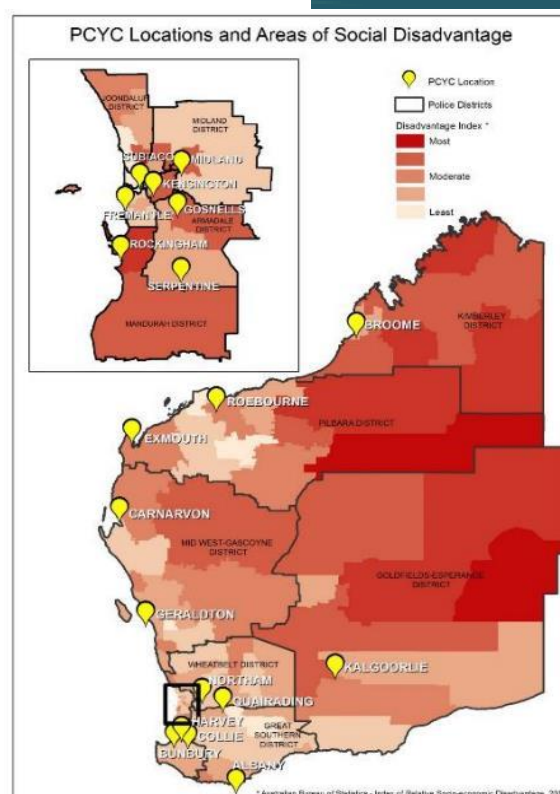 PCYC Locations and Areas of Social Disadvantage
PCYC Location
Police Districts
Disadvantage Index *
Most
Moderate
Least
JOONDALUP
DISTRICT
MIDLAND
DISTRICT
SUBIACO
MIDLAND
KENSINGTON
FREMANTLE
GOSNELLS
ARMADALE
DISTRICT
ROCKINGHAM
SERPENTINE
MANDURAH DISTRICT
KIMBERLEY
DISTRICT
BROOME
ROEBOURNE
PILBARA DISTRICT
EXMOUTH
CARNARVON
MID WEST-GASCOYNE
DISTRICT
GOLDFIELDS-ESPERANCE
DISTRICT
GERALDTON
WHEATBELT DISTRICT
KALGOORLIE
NORTHAM
QUAIRADING
HARVEY
COLLIE
GREAT
SOUTHERN
DISTRICT
BUNBURY
ALBANY
* Australian Bureau of Statistics - Index of Relative Socio-economic Disadvantage,